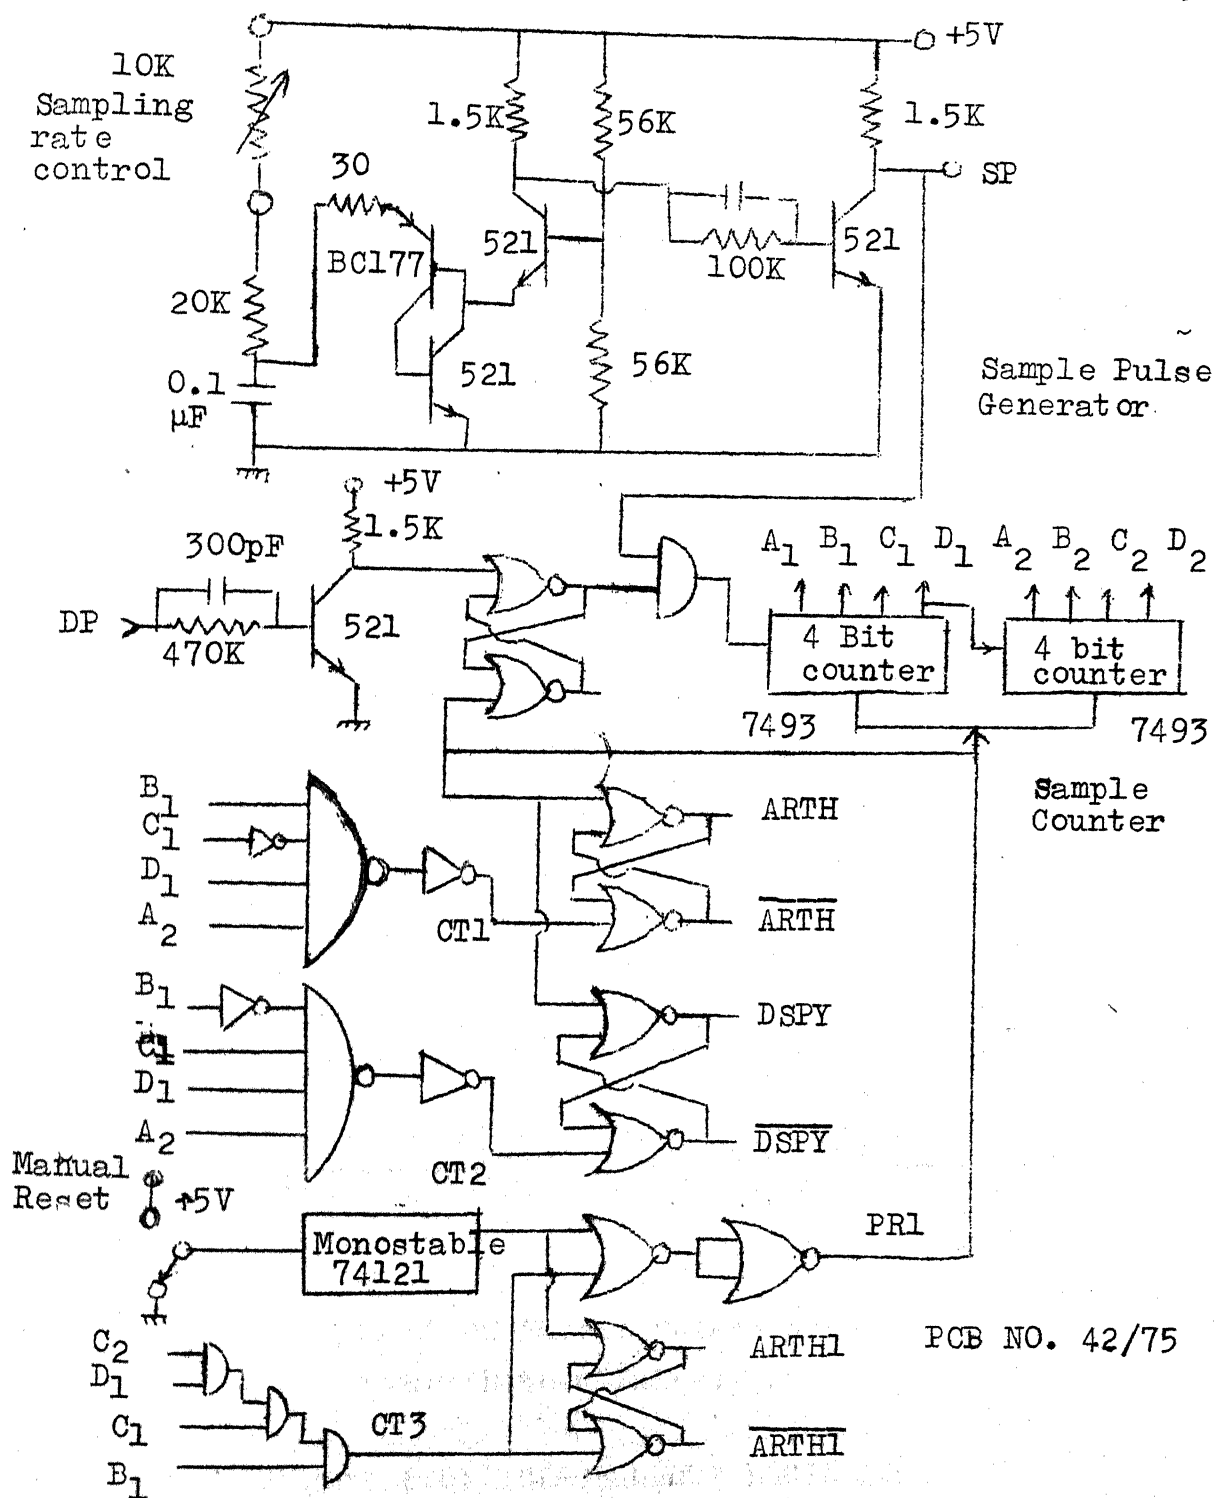 +5V
10K
Sampling
rate
control
1.5K
56K
1.5K
30
SP
BC177
521
521
100K
20K
521
56K
0.1
µF
Sample Pulse
Generator
+5V
1.5K
300pF
DP
470K
521
A1 B1 C1 D1 A2 B2 C2 D2
4 Bit
counter
4 bit
counter
7493
7493
Sample
Counter
B1
C1
D1
A2
CT1
ARTH
ARTH
B1
C1
D1
A2
CT2
DSPY
DSPY
Manual
Reset
+5V
Monostable
74121
PR1
PCB NO. 42/75
C2
D1
C1
B1
CT3
ARTH1
ARTH1